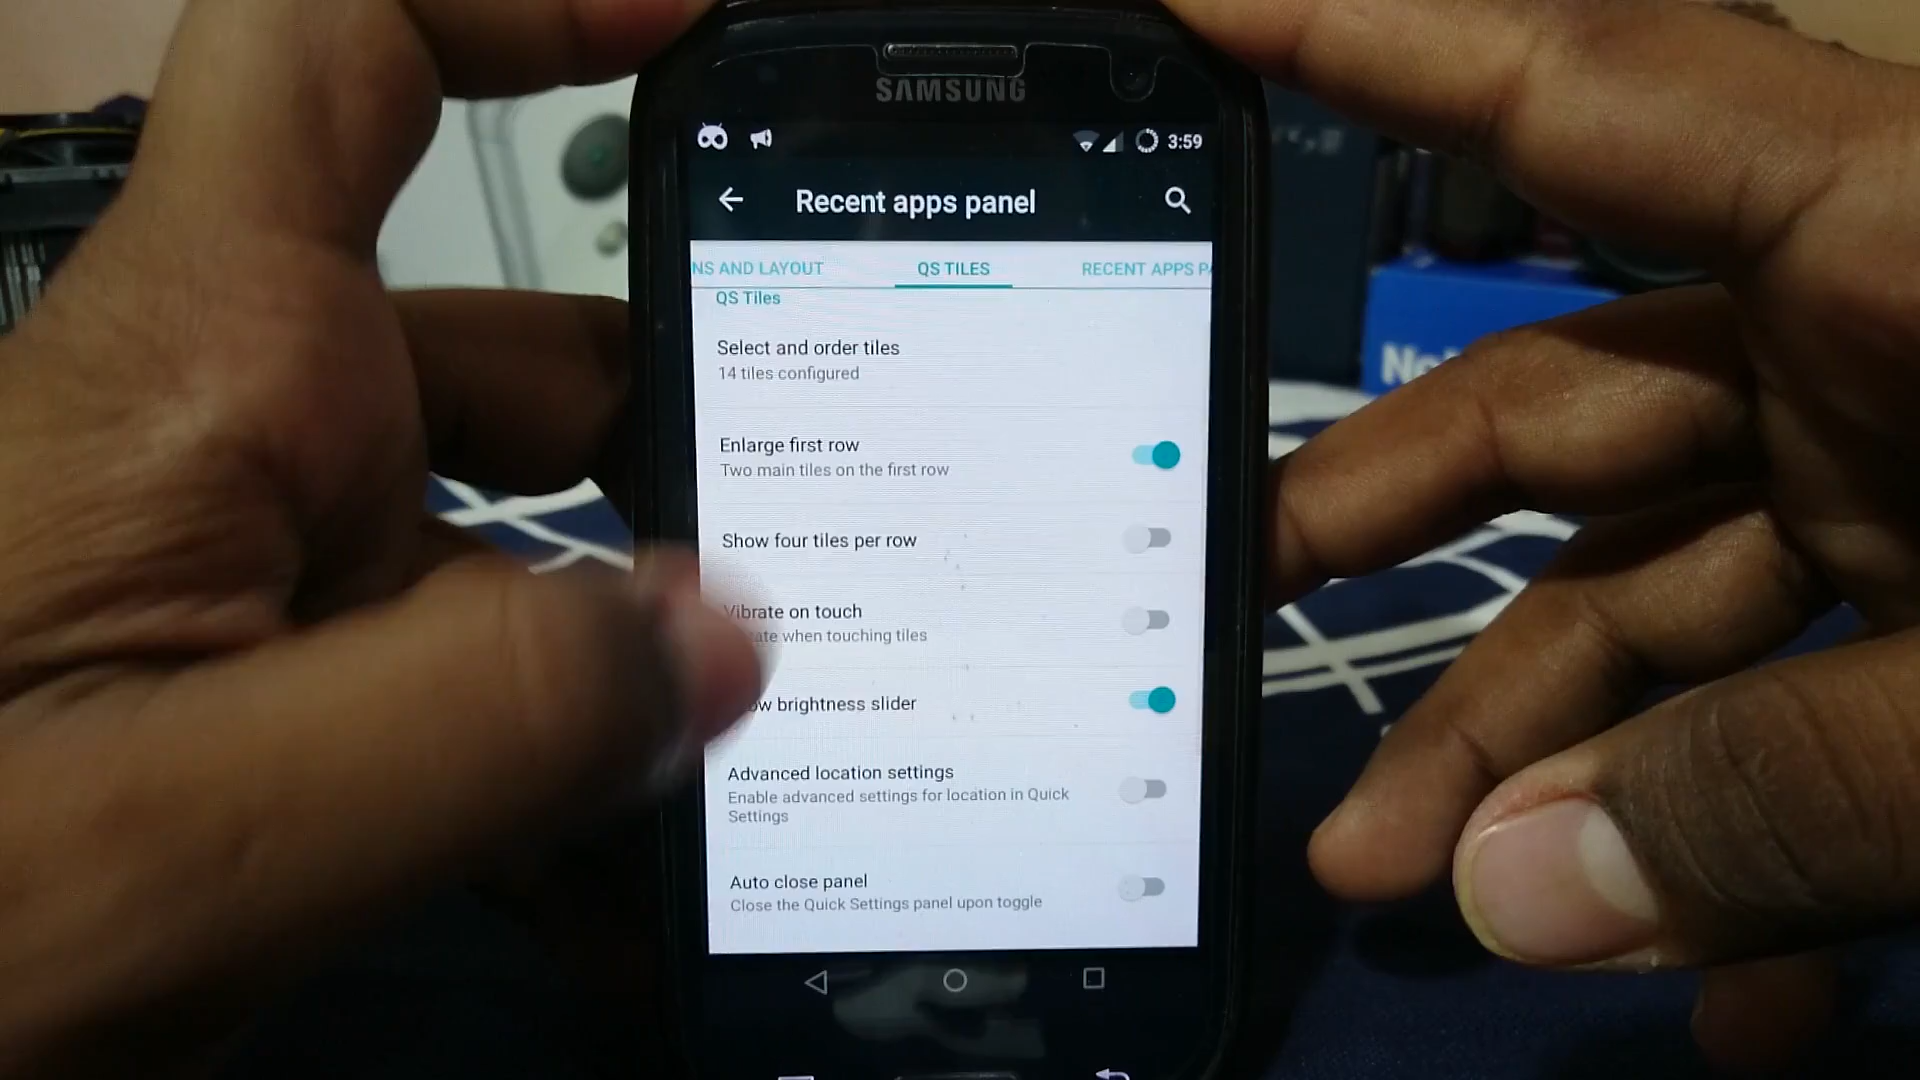 SAMSUNG
3:59
Recent apps panel
NS AND LAYOUT QS TILES RECENT APPS P
QS Tiles
Select and order tiles
14 tiles configured
Enlarge first row
Two main tiles on the first row
Show four tiles per row
Vibrate on touch
when touching tiles
brightness slider
Advanced location settings
Enable advanced settings for location in Quick
Settings
Auto close panel
Close the Quick Settings panel upon toggle